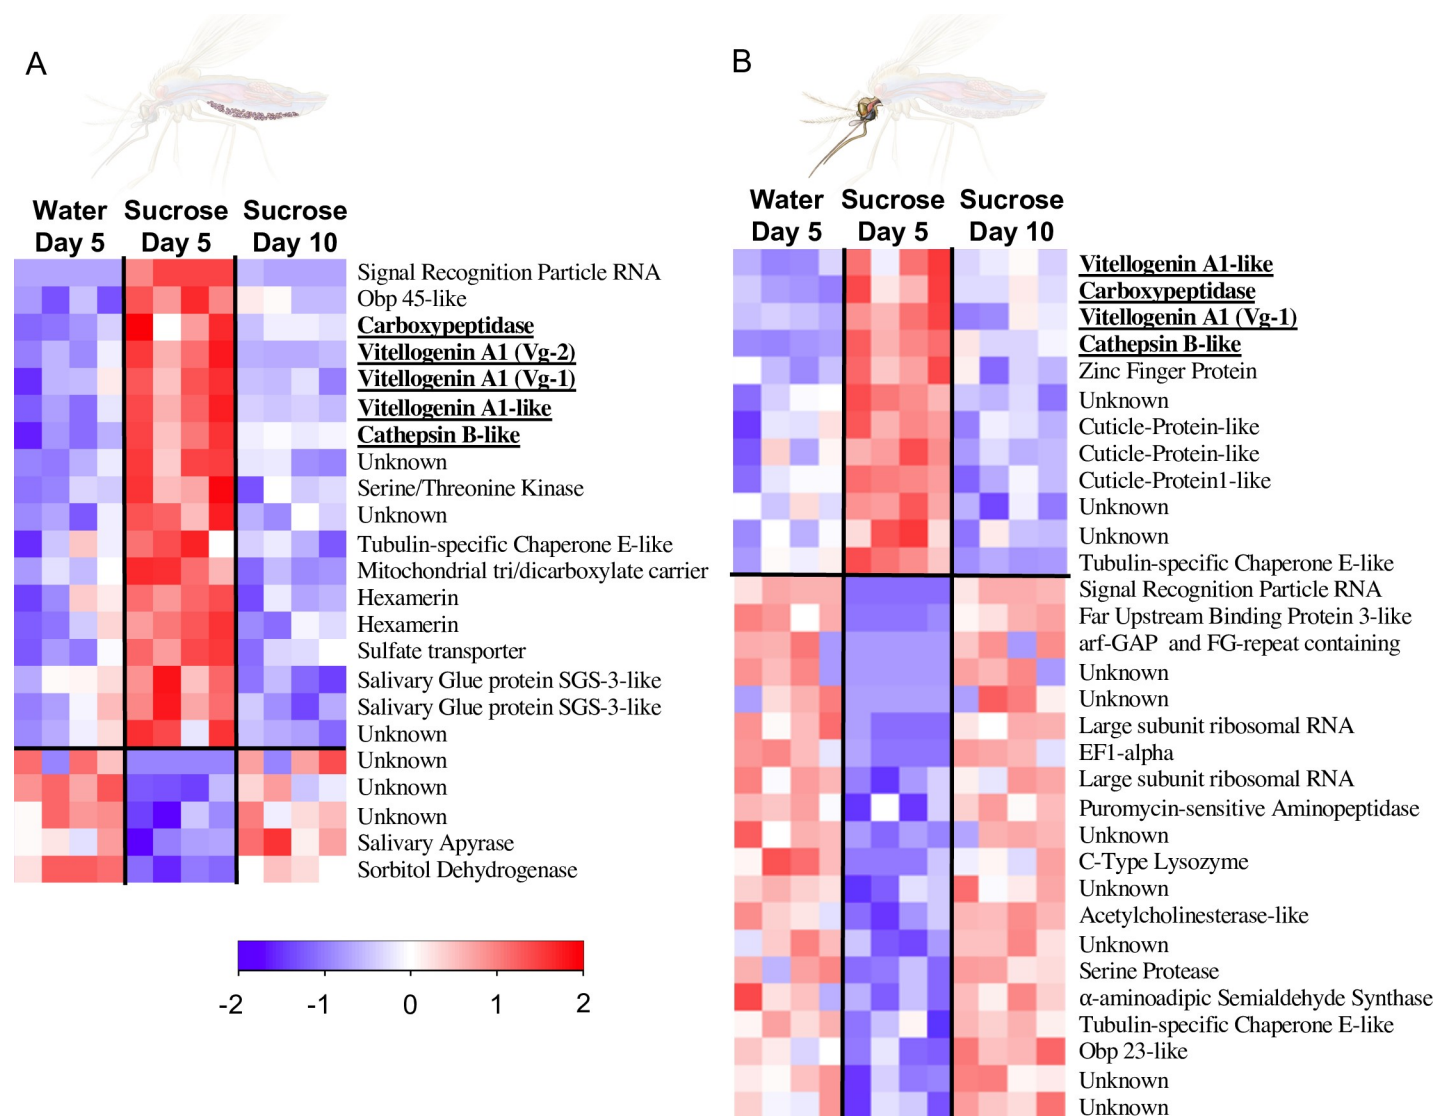 A
Water Sucrose Sucrose
Day 5 Day 5 Day 10
Signal Recognition Particle RNA
Obp 45-like
Carboxypeptidase
Vitellogenin A1 (Vg-2)
Vitellogenin A1 (Vg-1)
Vitellogenin A1-like
Cathepsin B-like
Unknown
Serine/Threonine Kinase
Unknown
Tubulin-specific Chaperone E-like
Mitochondrial tri/dicarboxylate carrier
Hexamerin
Hexamerin
Sulfate transporter
Salivary Glue protein SGS-3-like
Salivary Glue protein SGS-3-like
Unknown
Unknown
Unknown
Unknown
Salivary Apyrase
Sorbitol Dehydrogenase
-2 -1 0 1 2
B
Water Sucrose Sucrose
Day 5 Day 5 Day 10
Vitellogenin A1-like
Carboxypeptidase
Vitellogenin A1 (Vg-1)
Cathepsin B-like
Zinc Finger Protein
Unknown
Cuticle-Protein-like
Cuticle-Protein-like
Cuticle-Protein1-like
Unknown
Unknown
Tubulin-specific Chaperone E-like
Signal Recognition Particle RNA
Far Upstream Binding Protein 3-like
arf-GAP and FG-repeat containing
Unknown
Unknown
Large subunit ribosomal RNA
EF1-alpha
Large subunit ribosomal RNA
Puromycin-sensitive Aminopeptidase
Unknown
C-Type Lysozyme
Unknown
Acetylcholinesterase-like
Unknown
Serine Protease
α-aminoadipic Semialdehyde Synthase
Tubulin-specific Chaperone E-like
Obp 23-like
Unknown
Unknown